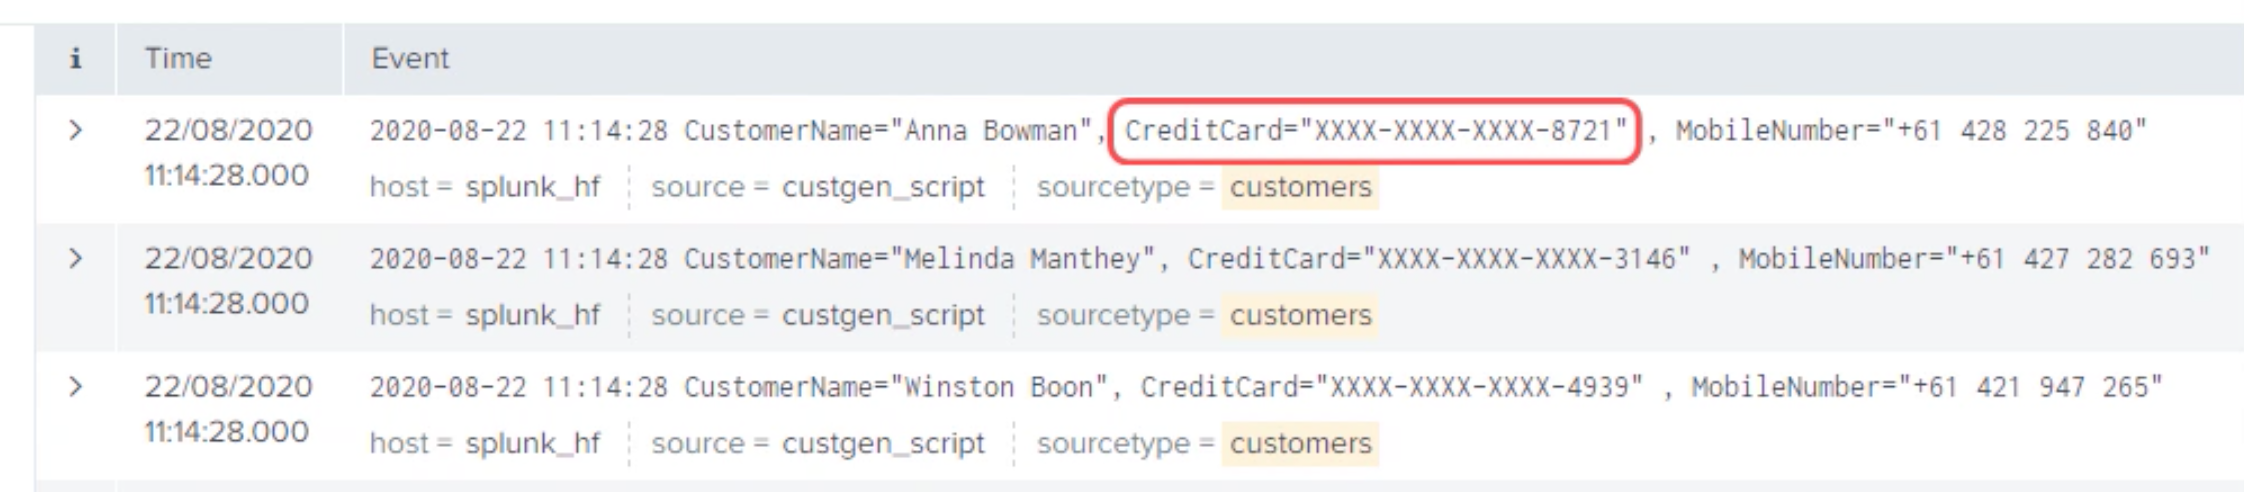 i Time Event
> 22/08/2020 2020-08-22 11:14:28 CustomerName="Anna Bowman", CreditCard="XXXX-XXXX-XXXX-8721" , MobileNumber="+61 428 225 840"
11:14:28.000 host = splunk_hf source = custgen_script sourcetype = customers
> 22/08/2020 2020-08-22 11:14:28 CustomerName="Melinda Manthey", CreditCard="XXXX-XXXX-XXXX-3146" , MobileNumber="+61 427 282 693"
11:14:28.000 host = splunk_hf source = custgen_script sourcetype = customers
> 22/08/2020 2020-08-22 11:14:28 CustomerName="Winston Boon", CreditCard="XXXX-XXXX-XXXX-4939" , MobileNumber="+61 421 947 265"
11:14:28.000 host = splunk_hf source = custgen_script sourcetype = customers